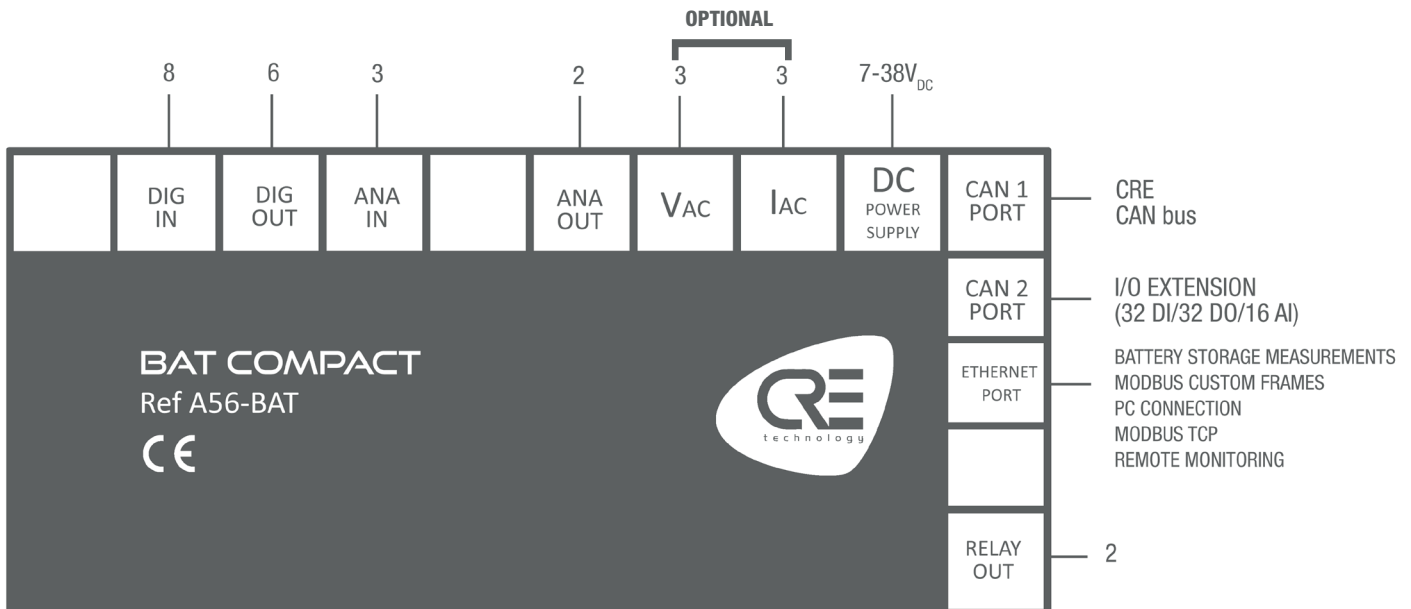 OPTIONAL
8
6
3
2
3
3
7-38VDC
DIG
IN
DIG
OUT
ANA
IN
ANA
OUT
VAC
IAC
DC
POWER
SUPPLY
CAN 1
PORT
CRE
CAN bus
CAN 2
PORT
I/O EXTENSION
(32 DI/32 DO/16 AI)
ETHERNET
PORT
BATTERY STORAGE MEASUREMENTS
MODBUS CUSTOM FRAMES
PC CONNECTION
MODBUS TCP
REMOTE MONITORING
BAT COMPACT
Ref A56-BAT
CE
CRE
technology
RELAY
OUT
2